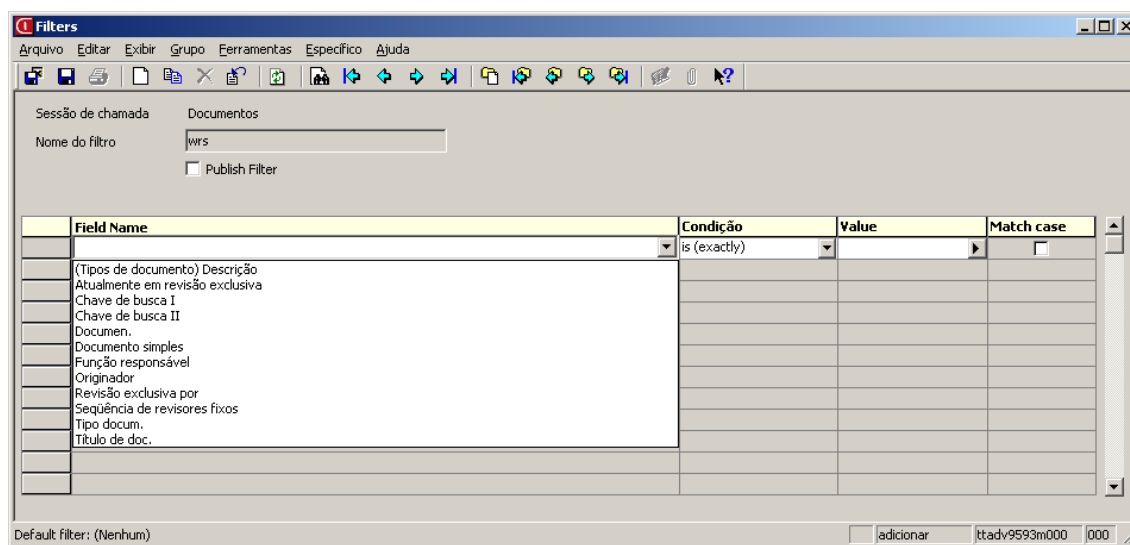 Filters
Arquivo Editar Exibir Grupo Ferramentas Específico Ajuda
Sessão de chamada Documentos
Nome do filtro wrs
Publish Filter
Field Name Condição Value Match case
is (exactly)
(Tipos de documento) Descrição
Atualmente em revisão exclusiva
Chave de busca I
Chave de busca II
Documen.
Documento simples
Função responsável
Originador
Revisão exclusiva por
Seqüência de revisores fixos
Tipo docum.
Título de doc.
Default filter: (Nenhum) adicionar ttadv9593m000 000